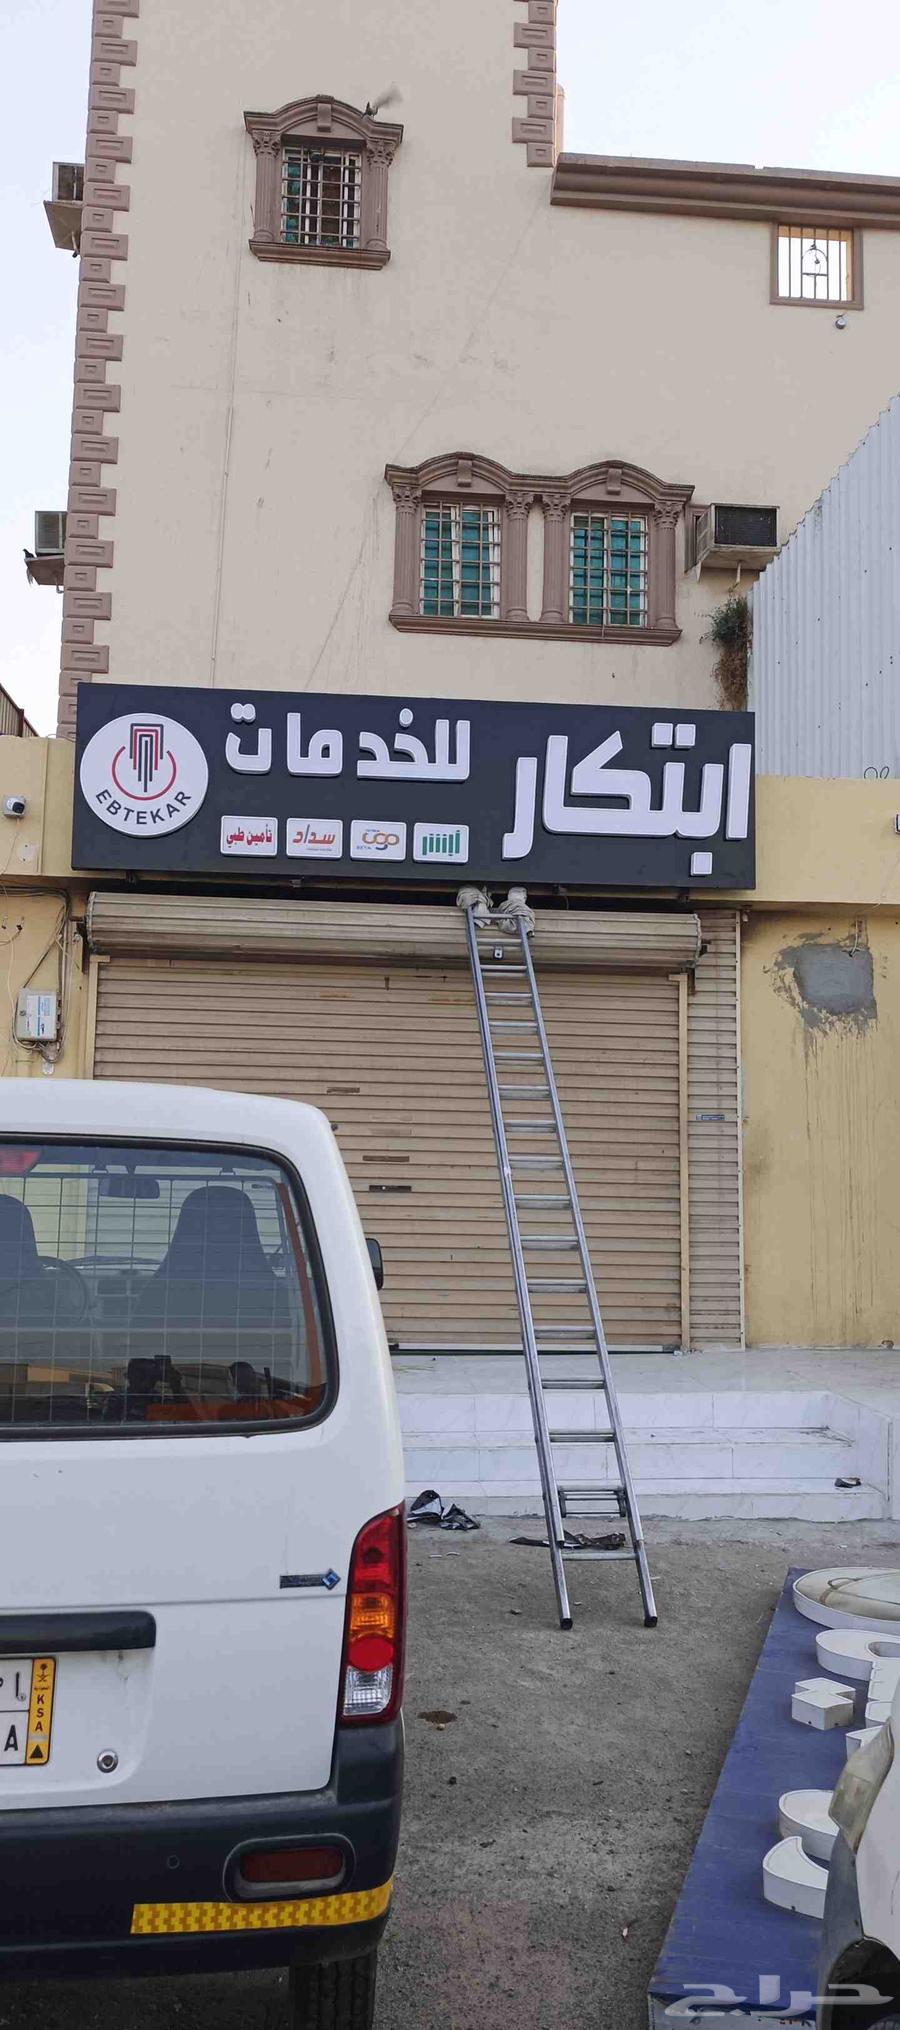 ابتكار للخدمات
EBTEKAR
أبشر
سداد
تأمين طبي
KSA
A
حراج